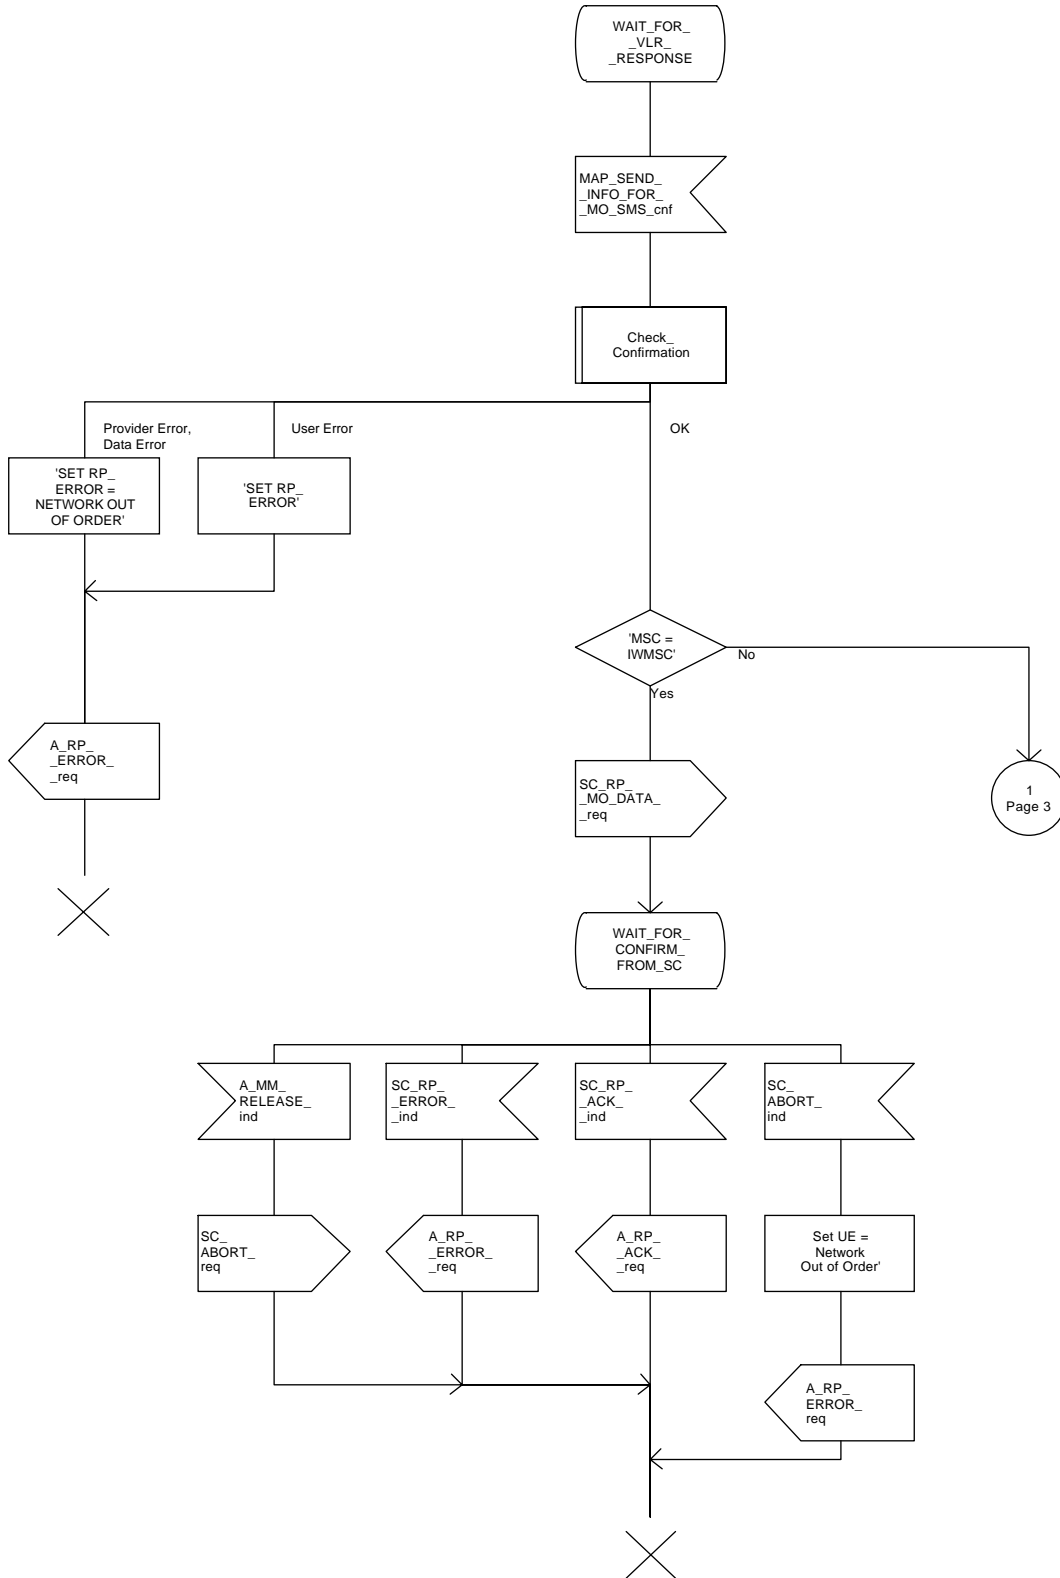 WAIT_FOR_
_VLR_
_RESPONSE
MAP_SEND_
_INFO_FOR_
_MO_SMS_cnf
Check_
Confirmation
Provider Error,
Data Error
User Error
OK
'SET RP_
ERROR =
NETWORK OUT
OF ORDER'
'SET RP_
ERROR'
'MSC =
IWMSC'
No
Yes
A_RP_
_ERROR_
_req
SC_RP_
_MO_DATA_
_req
1
Page 3
WAIT_FOR_
CONFIRM_
FROM_SC
A_MM_
RELEASE_
ind
SC_RP_
_ERROR_
_ind
SC_RP_
_ACK_
_ind
SC_
ABORT_
ind
SC_
ABORT_
req
A_RP_
_ERROR_
_req
A_RP_
_ACK_
_req
Set UE =
Network
Out of Order'
A_RP_
ERROR_
req